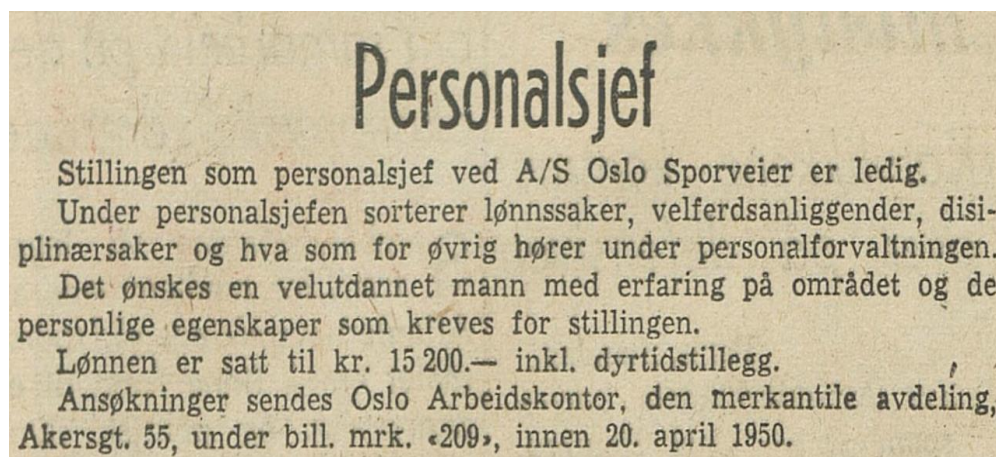 Personalsjef
Stillingen som personalsjef ved A/S Oslo Sporveier er ledig.
Under personalsjefen sorterer lønnssaker, velferdsanliggender, disi-
plinærsaker og hva som for øvrig hører under personalforvaltningen.
Det ønskes en velutdannet mann med erfaring på området og de
personlige egenskaper som kreves for stillingen.
Lønnen er satt til kr. 15 200.— inkl. dyrtidstillegg.
Ansøkninger sendes Oslo Arbeidskontor, den merkantile avdeling,
Akersgt. 55, under bill. mrk. «209», innen 20. april 1950.